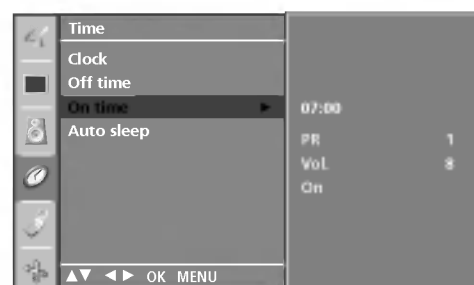 Time
Clock
Off time
On time ►
Auto sleep
▲▼ ◄► OK MENU
07:00
PR 1
Vol. 8
On